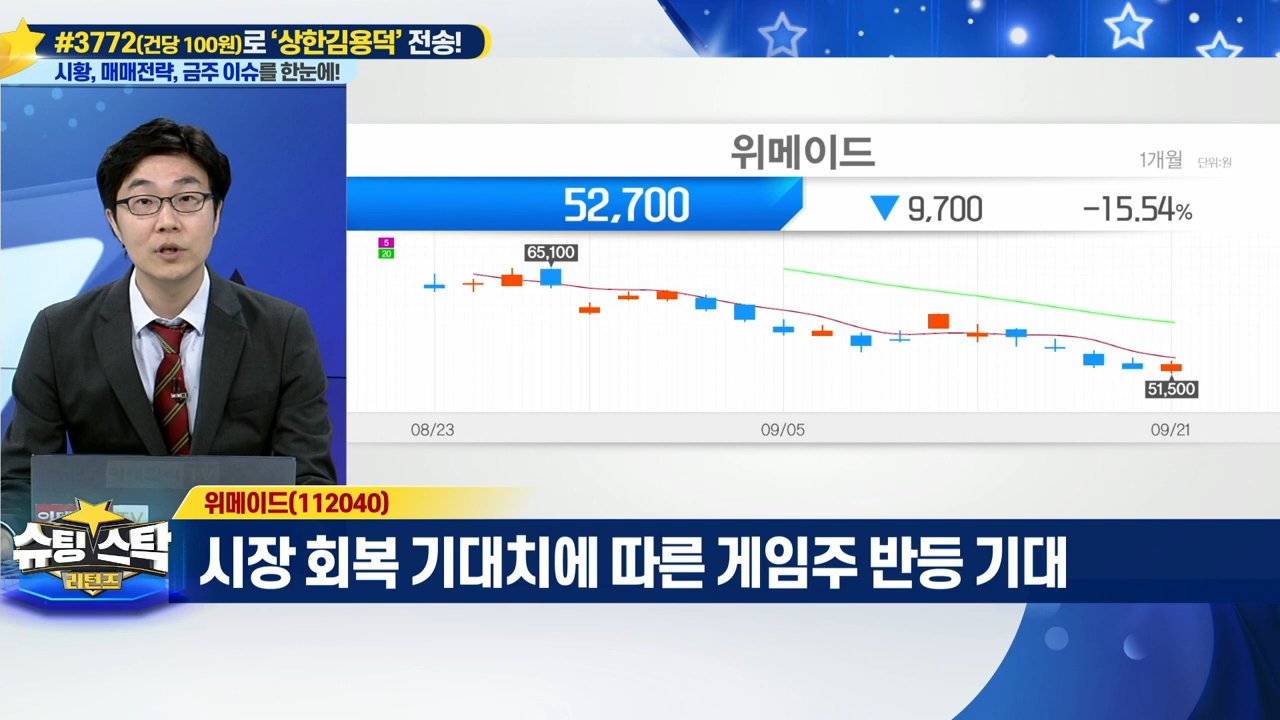 #3772(건당 100원)로 ‘상한김용덕’ 전송!
시황, 매매전략, 금주 이슈를 한눈에!
위메이드
1개월 단위:원
52,700 ▼ 9,700 -15.54%
5
20
65,100
51,500
08/23 09/05 09/21
위메이드(112040)
슈팅스탁
리턴즈
시장 회복 기대치에 따른 게임주 반등 기대